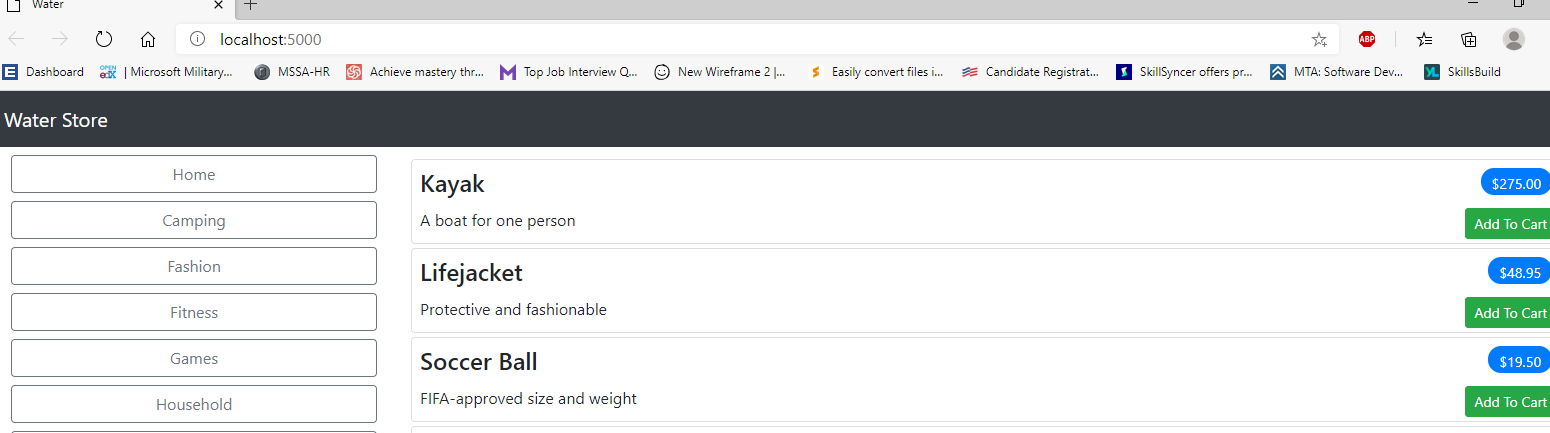 Water
localhost:5000
ABP
Dashboard
OPEN edX | Microsoft Military...
MSSA-HR
Achieve mastery thr...
Top Job Interview Q...
New Wireframe 2 |...
Easily convert files i...
Candidate Registrat...
SkillSyncer offers pr...
MTA: Software Dev...
SkillsBuild
Water Store
Home
Camping
Fashion
Fitness
Games
Household
Kayak
$275.00
A boat for one person
Add To Cart
Lifejacket
$48.95
Protective and fashionable
Add To Cart
Soccer Ball
$19.50
FIFA-approved size and weight
Add To Cart